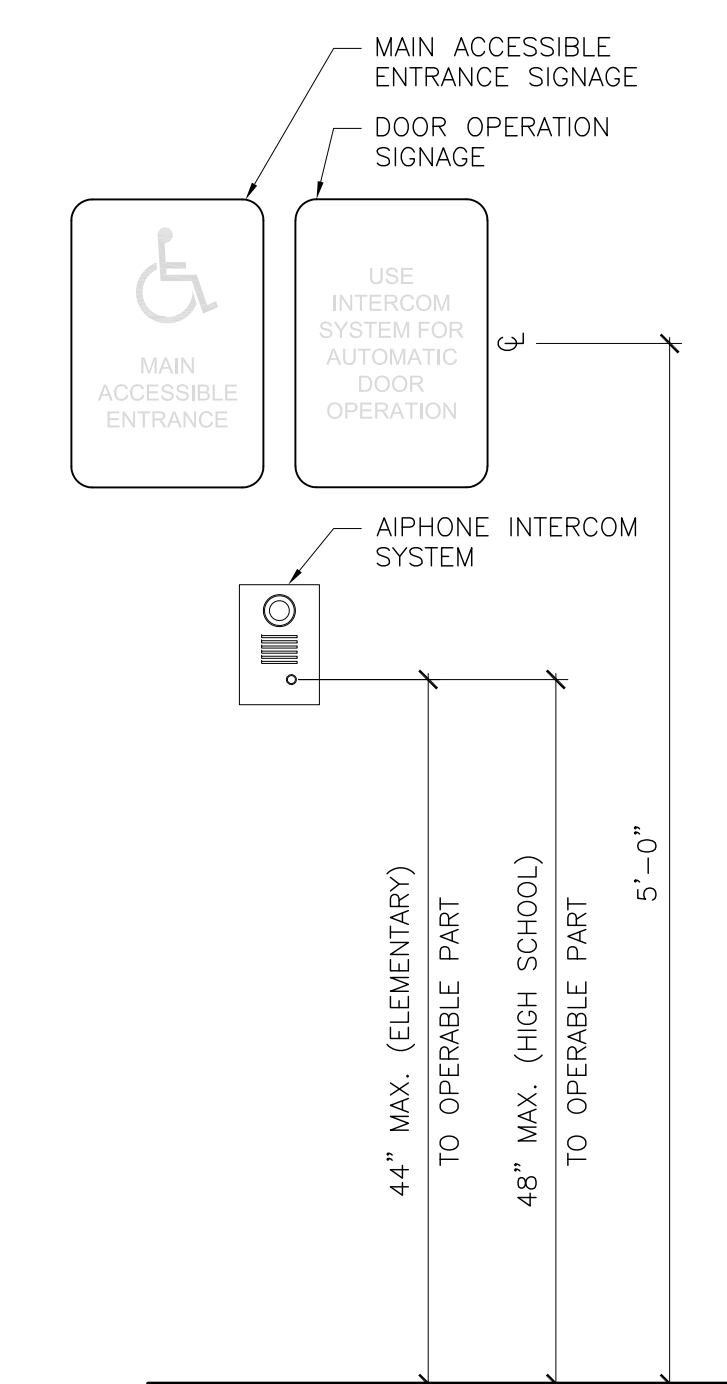 MAIN ACCESSIBLE
ENTRANCE SIGNAGE
DOOR OPERATION
SIGNAGE
MAIN
ACCESSIBLE
ENTRANCE
USE
INTERCOM
SYSTEM FOR
AUTOMATIC
DOOR
OPERATION
℄
AIPHONE INTERCOM
SYSTEM
44” MAX. (ELEMENTARY)
TO OPERABLE PART
48” MAX. (HIGH SCHOOL)
TO OPERABLE PART
5’–0”